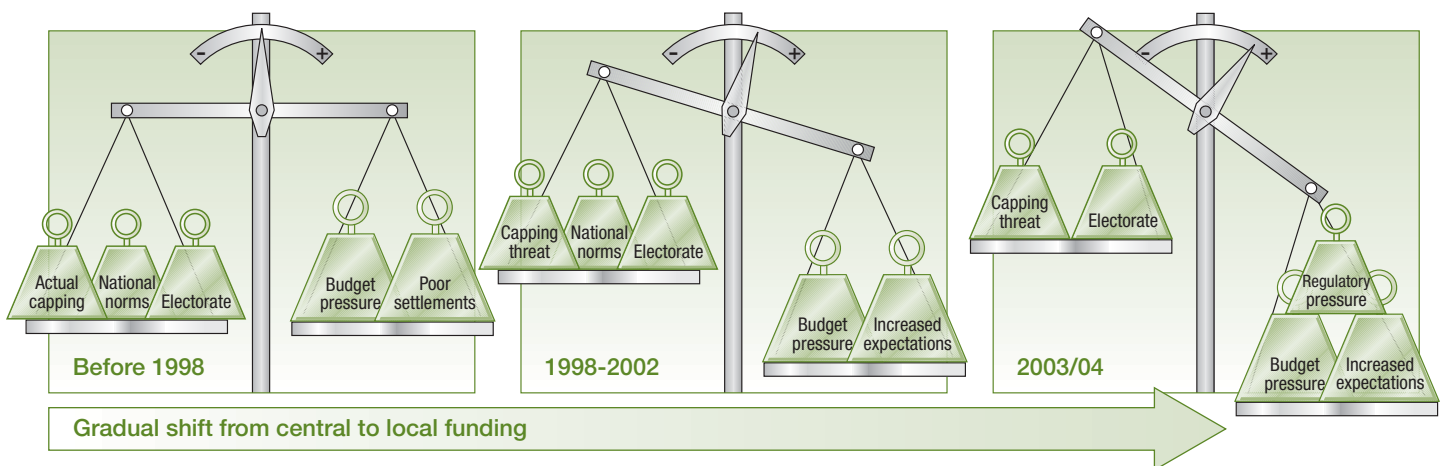 - +
Actual
capping
National
norms
Electorate
Budget
pressure
Poor
settlements
Before 1998
- +
Capping
threat
National
norms
Electorate
Budget
pressure
Increased
expectations
1998-2002
- +
Capping
threat
Electorate
Regulatory
pressure
Budget
pressure
Increased
expectations
2003/04
Gradual shift from central to local funding